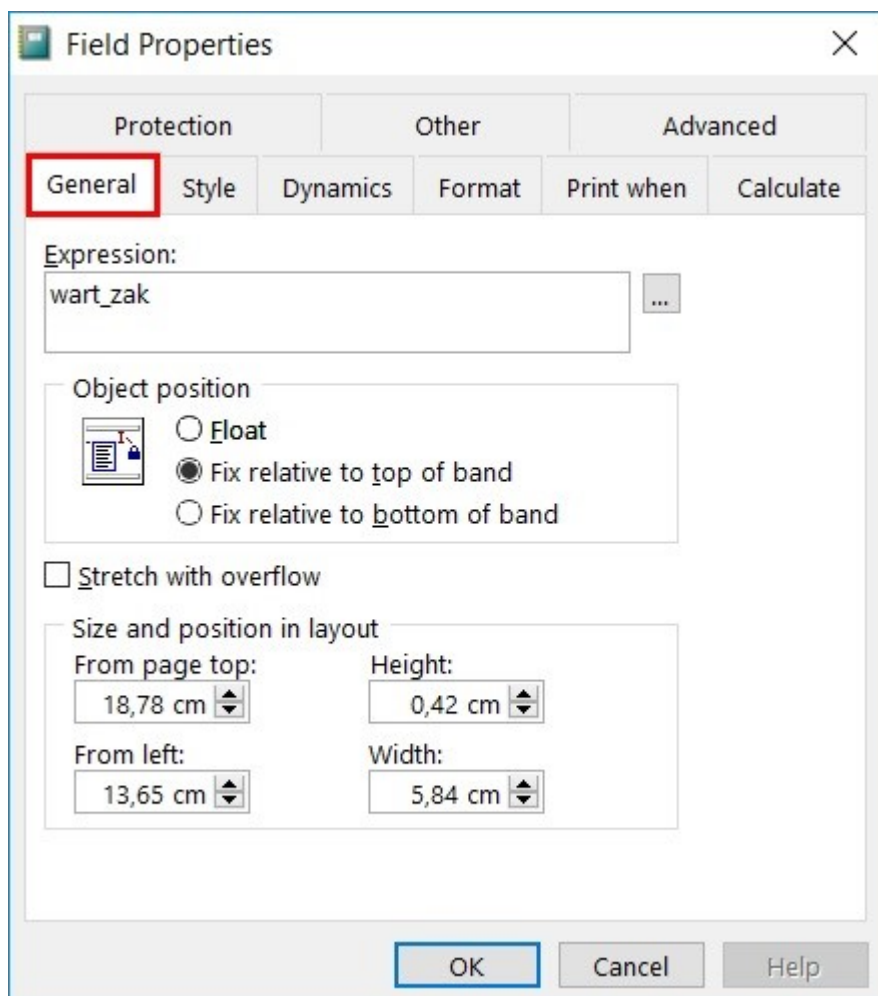 Field Properties
Protection Other Advanced
General Style Dynamics Format Print when Calculate
Expression:
wart_zak
...
Object position
Float
Fix relative to top of band
Fix relative to bottom of band
Stretch with overflow
Size and position in layout
From page top: Height:
18,78 cm 0,42 cm
From left: Width:
13,65 cm 5,84 cm
OK Cancel Help